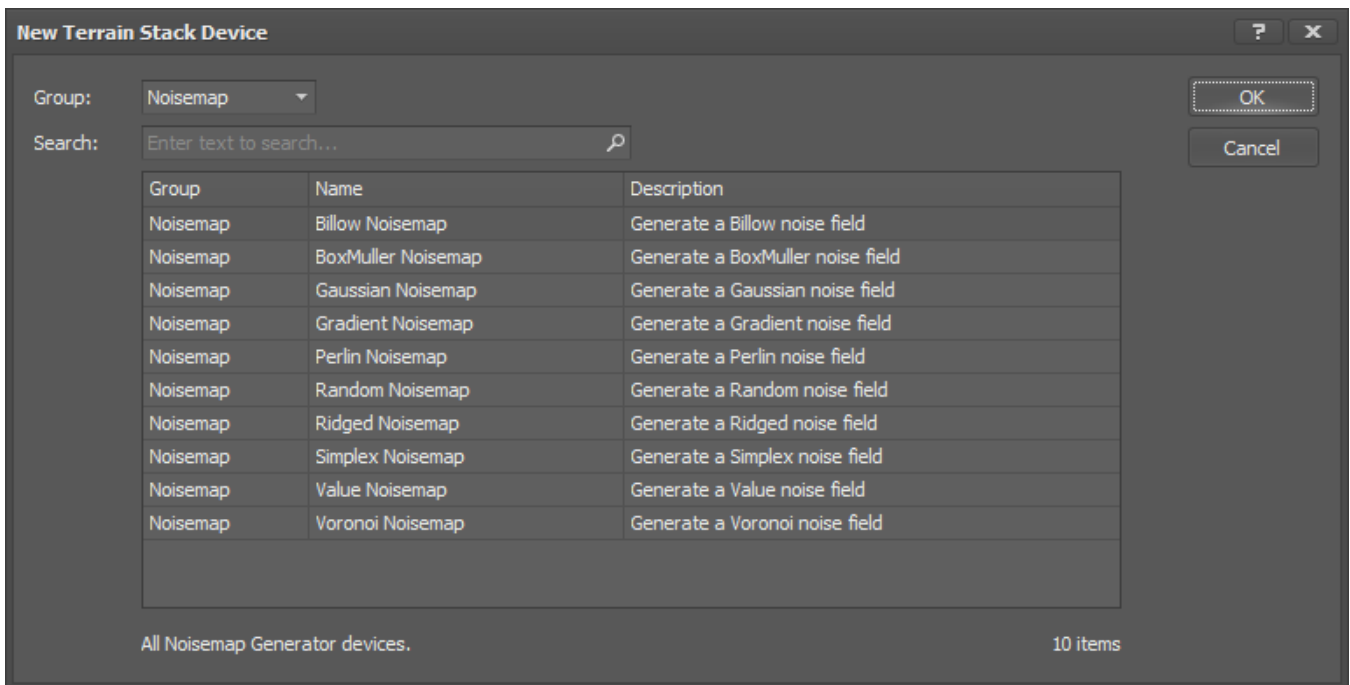 New Terrain Stack Device ? x
Group: Noisemap OK
Search: Enter text to search... Cancel
Group Name Description
Noisemap Billow Noisemap Generate a Billow noise field
Noisemap BoxMuller Noisemap Generate a BoxMuller noise field
Noisemap Gaussian Noisemap Generate a Gaussian noise field
Noisemap Gradient Noisemap Generate a Gradient noise field
Noisemap Perlin Noisemap Generate a Perlin noise field
Noisemap Random Noisemap Generate a Random noise field
Noisemap Ridged Noisemap Generate a Ridged noise field
Noisemap Simplex Noisemap Generate a Simplex noise field
Noisemap Value Noisemap Generate a Value noise field
Noisemap Voronoi Noisemap Generate a Voronoi noise field
All Noisemap Generator devices. 10 items